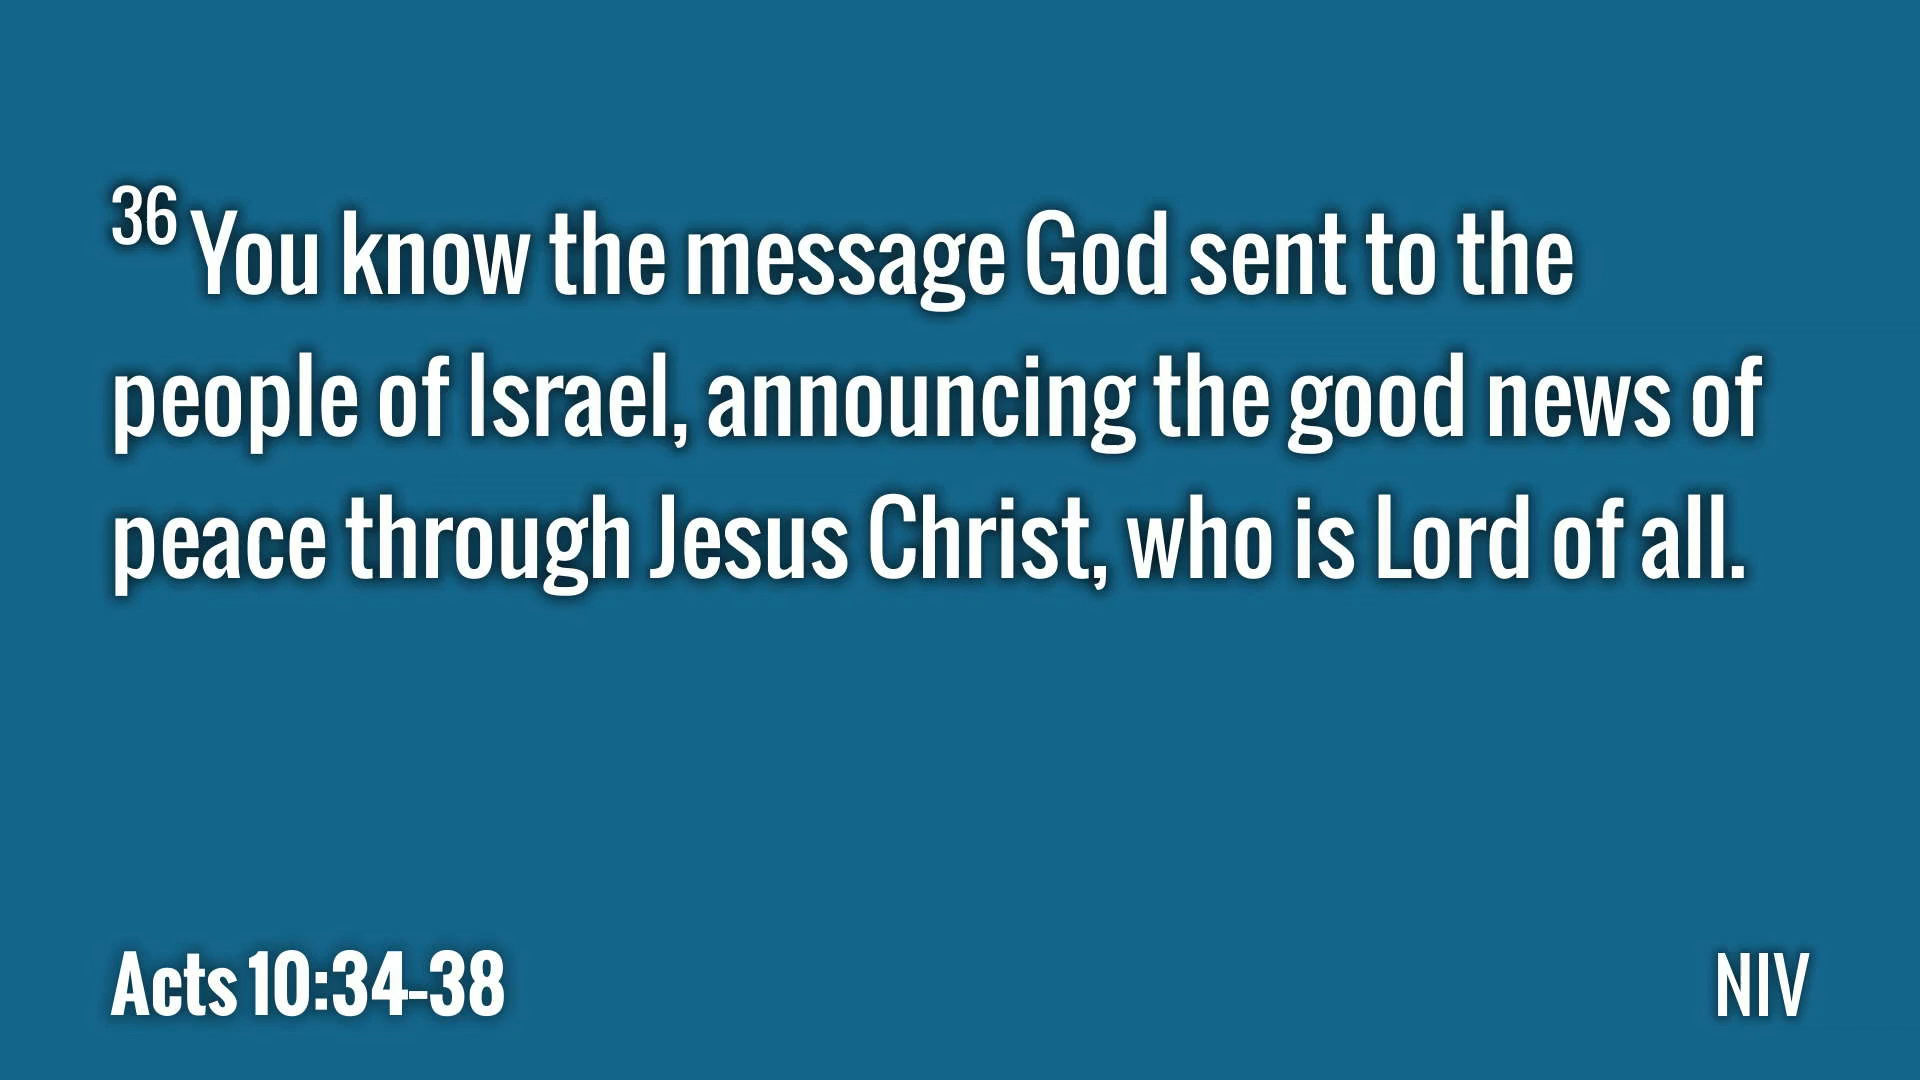 36 You know the message God sent to the
people of Israel, announcing the good news of
peace through Jesus Christ, who is Lord of all.
Acts 10:34-38
NIV